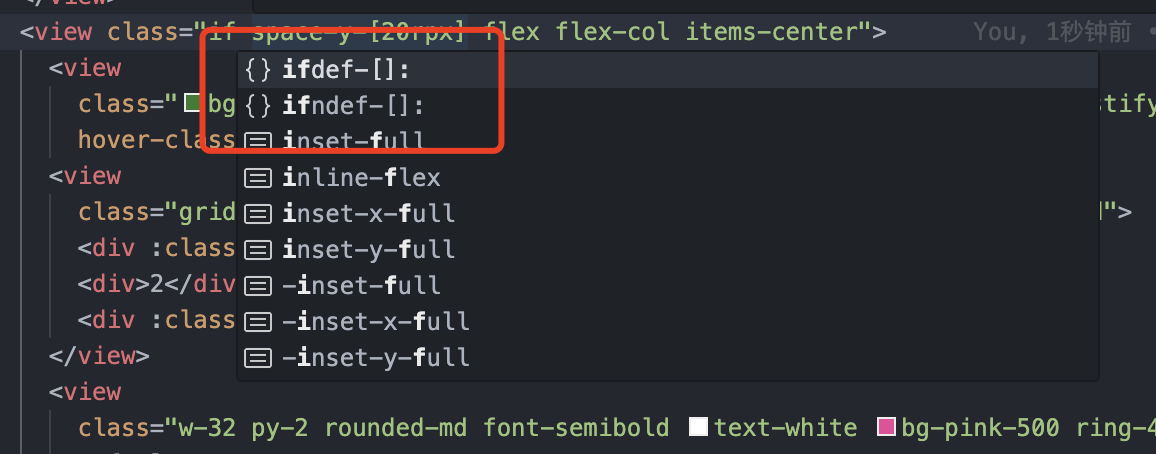 </view>
<view class="if space-y-[20rpx] flex flex-col items-center"> You, 1秒钟前 •
<view
{} ifdef-[]:
class=" bg
{} ifndef-[]:
stify
hover-clas
inset-full
<view
inline-flex
class="grid
inset-x-full
">
<div :class
inset-y-full
<div>2</div
-inset-full
<div :class
-inset-x-full
</view>
-inset-y-full
<view
class="w-32 py-2 rounded-md font-semibold text-white bg-pink-500 ring-4